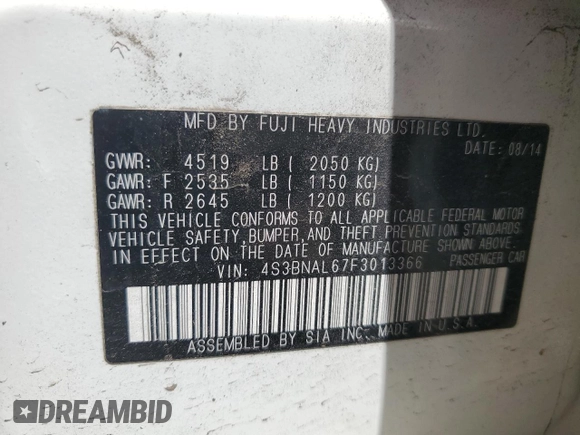 MFD BY FUJI HEAVY INDUSTRIES LTD.
DATE: 08/14
GVWR: 4519 LB ( 2050 KG)
GAWR: F 2535 LB ( 1150 KG)
GAWR: R 2645 LB ( 1200 KG)
THIS VEHICLE CONFORMS TO ALL APPLICABLE FEDERAL MOTOR
VEHICLE SAFETY, BUMPER, AND THEFT PREVENTION STANDARDS
IN EFFECT ON THE DATE OF MANUFACTURE SHOWN ABOVE.
VIN: 4S3BNAL67F3013366 PASSENGER CAR
ASSEMBLED BY SIA INC. MADE IN U.S.A.
DREAMBID